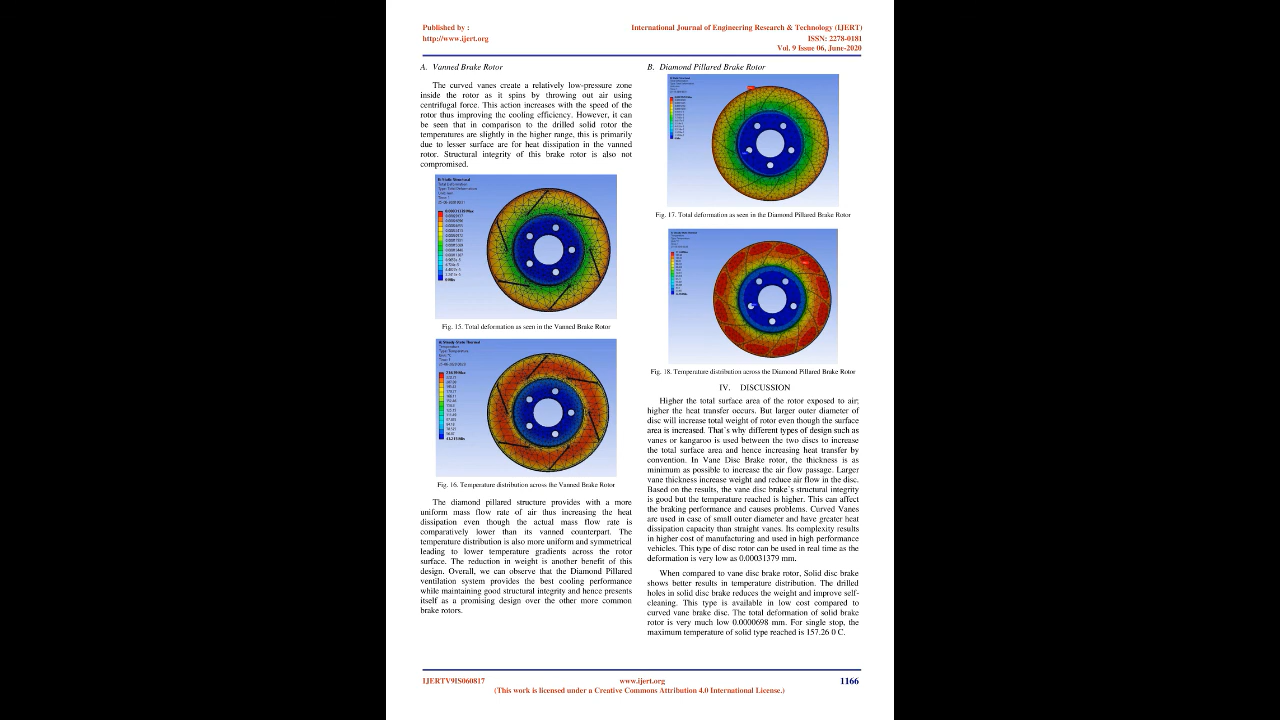 Published by :
http://www.ijert.org
International Journal of Engineering Research & Technology (IJERT)
ISSN: 2278-0181
Vol. 9 Issue 06, June-2020
A. Vanned Brake Rotor
The curved vanes create a relatively low-pressure zone
inside the rotor as it spins by throwing out air using
centrifugal force. This action increases with the speed of the
rotor thus improving the cooling efficiency. However, it can
be seen that in comparison to the drilled solid rotor the
temperatures are slightly in the higher range, this is primarily
due to lesser surface are for heat dissipation in the vanned
rotor. Structural integrity of this brake rotor is also not
compromised.
Fig. 15. Total deformation as seen in the Vanned Brake Rotor
Fig. 16. Temperature distribution across the Vanned Brake Rotor
The diamond pillared structure provides with a more
uniform mass flow rate of air thus increasing the heat
dissipation even though the actual mass flow rate is
comparatively lower than its vanned counterpart. The
temperature distribution is also more uniform and symmetrical
leading to lower temperature gradients across the rotor
surface. The reduction in weight is another benefit of this
design. Overall, we can observe that the Diamond Pillared
ventilation system provides the best cooling performance
while maintaining good structural integrity and hence presents
itself as a promising design over the other more common
brake rotors.
B. Diamond Pillared Brake Rotor
Fig. 17. Total deformation as seen in the Diamond Pillared Brake Rotor
Fig. 18. Temperature distribution across the Diamond Pillared Brake Rotor
IV. DISCUSSION
Higher the total surface area of the rotor exposed to air;
higher the heat transfer occurs. But larger outer diameter of
disc will increase total weight of rotor even though the surface
area is increased. That's why different types of design such as
vanes or kangaroo is used between the two discs to increase
the total surface area and hence increasing heat transfer by
convention. In Vane Disc Brake rotor, the thickness is as
minimum as possible to increase the air flow passage. Larger
vane thickness increase weight and reduce air flow in the disc.
Based on the results, the vane disc brake's structural integrity
is good but the temperature reached is higher. This can affect
the braking performance and causes problems. Curved Vanes
are used in case of small outer diameter and have greater heat
dissipation capacity than straight vanes. Its complexity results
in higher cost of manufacturing and used in high performance
vehicles. This type of disc rotor can be used in real time as the
deformation is very low as 0.00031379 mm.
When compared to vane disc brake rotor, Solid disc brake
shows better results in temperature distribution. The drilled
holes in solid disc brake reduces the weight and improve self-
cleaning. This type is available in low cost compared to
curved vane brake disc. The total deformation of solid brake
rotor is very much low 0.0000698 mm. For single stop, the
maximum temperature of solid type reached is 157.26 0 C.
IJERTV9IS060817
www.ijert.org
1166
(This work is licensed under a Creative Commons Attribution 4.0 International License.)